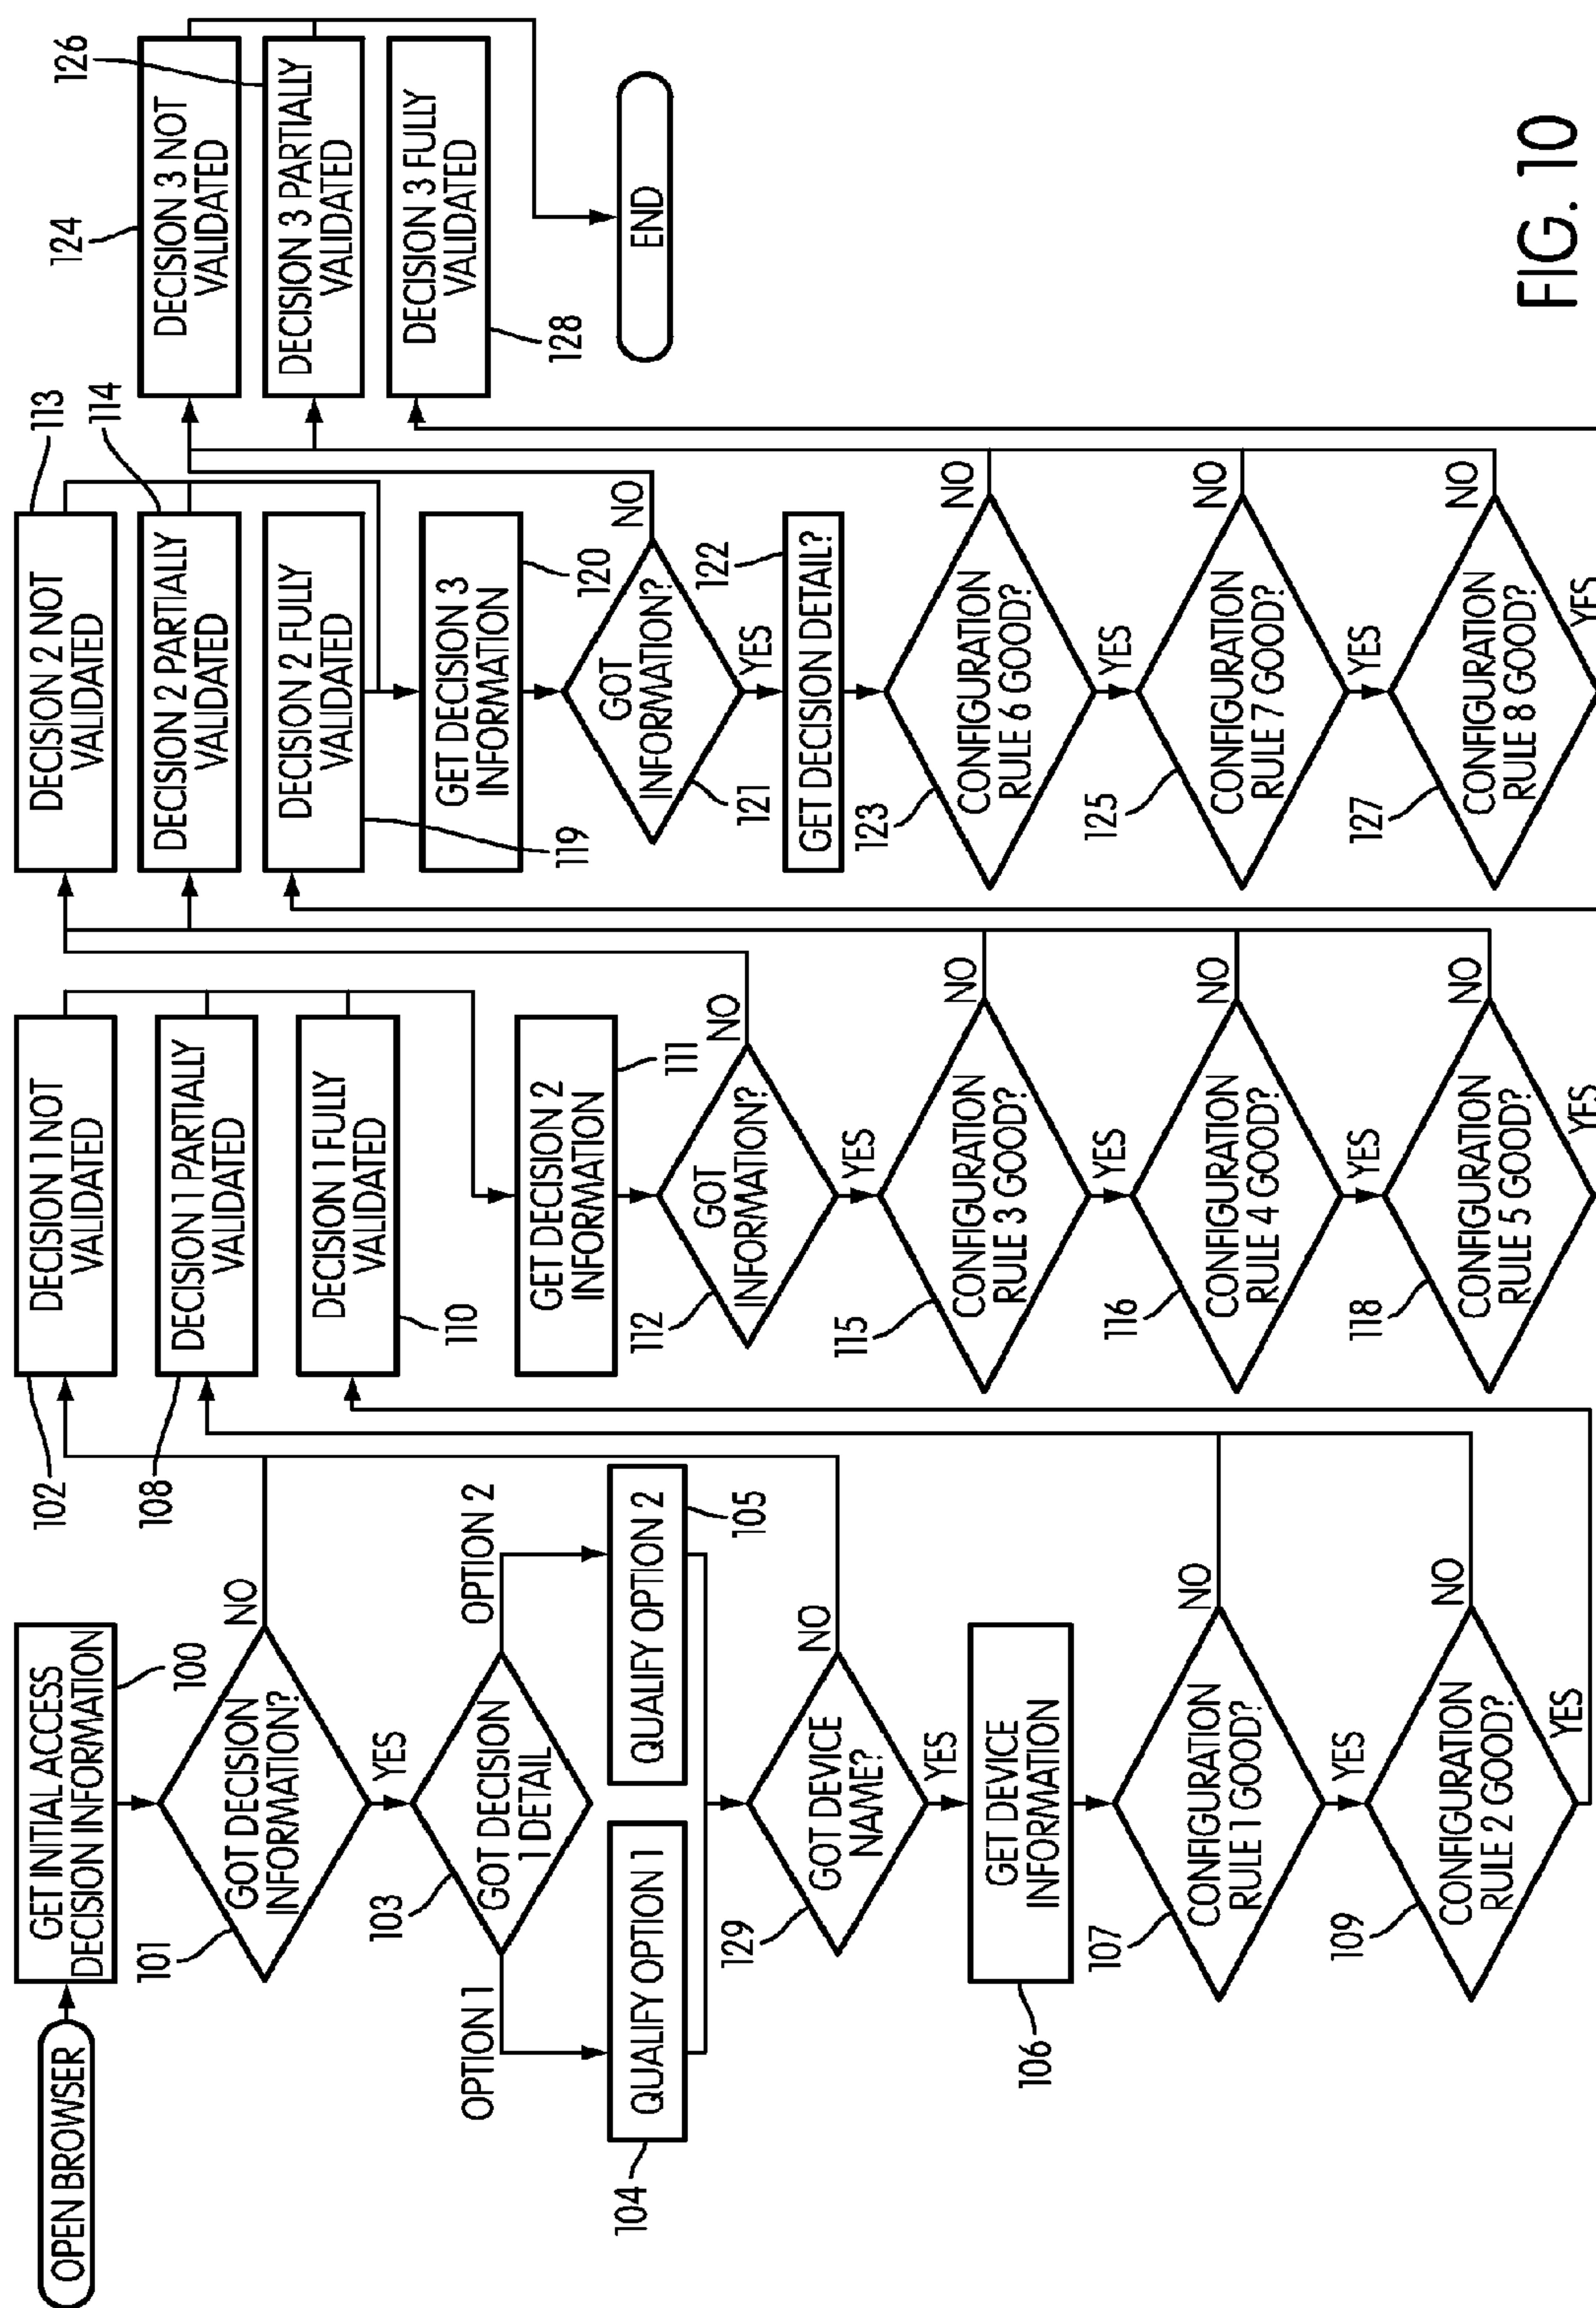 OPEN BROWSER
GET INITIAL ACCESS
DECISION INFORMATION
100
GOT DECISION
INFORMATION?
101
NO
YES
GOT DECISION
1 DETAIL
103
OPTION 1
OPTION 2
QUALIFY OPTION 1
104
QUALIFY OPTION 2
105
GOT DEVICE
NAME?
129
NO
YES
GET DEVICE
INFORMATION
106
CONFIGURATION
RULE 1 GOOD?
107
NO
YES
CONFIGURATION
RULE 2 GOOD?
109
NO
YES
DECISION 1 NOT
VALIDATED
102
DECISION 1 PARTIALLY
VALIDATED
108
DECISION 1 FULLY
VALIDATED
110
GET DECISION 2
INFORMATION
111
GOT
INFORMATION?
112
NO
YES
CONFIGURATION
RULE 3 GOOD?
115
NO
YES
CONFIGURATION
RULE 4 GOOD?
116
NO
YES
CONFIGURATION
RULE 5 GOOD?
118
NO
YES
DECISION 2 NOT
VALIDATED
113
DECISION 2 PARTIALLY
VALIDATED
114
DECISION 2 FULLY
VALIDATED
119
GET DECISION 3
INFORMATION
120
GOT
INFORMATION?
121
NO
YES
GET DECISION DETAIL?
122
CONFIGURATION
RULE 6 GOOD?
123
NO
YES
CONFIGURATION
RULE 7 GOOD?
125
NO
YES
CONFIGURATION
RULE 8 GOOD?
127
NO
YES
DECISION 3 NOT
VALIDATED
124
DECISION 3 PARTIALLY
VALIDATED
126
DECISION 3 FULLY
VALIDATED
128
END
FIG. 10